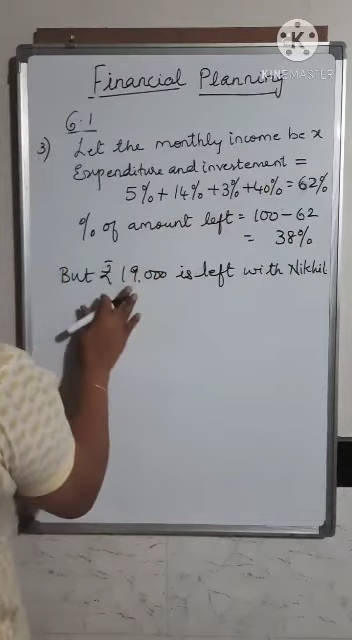 Financial Planning
K
KINEMASTER
6.1
3) Let the monthly income be x
Expenditure and investement =
5% + 14% + 3% + 40% = 62%
% of amount left = 100 - 62
= 38%
But ₹ 19.000 is left with Nikhil